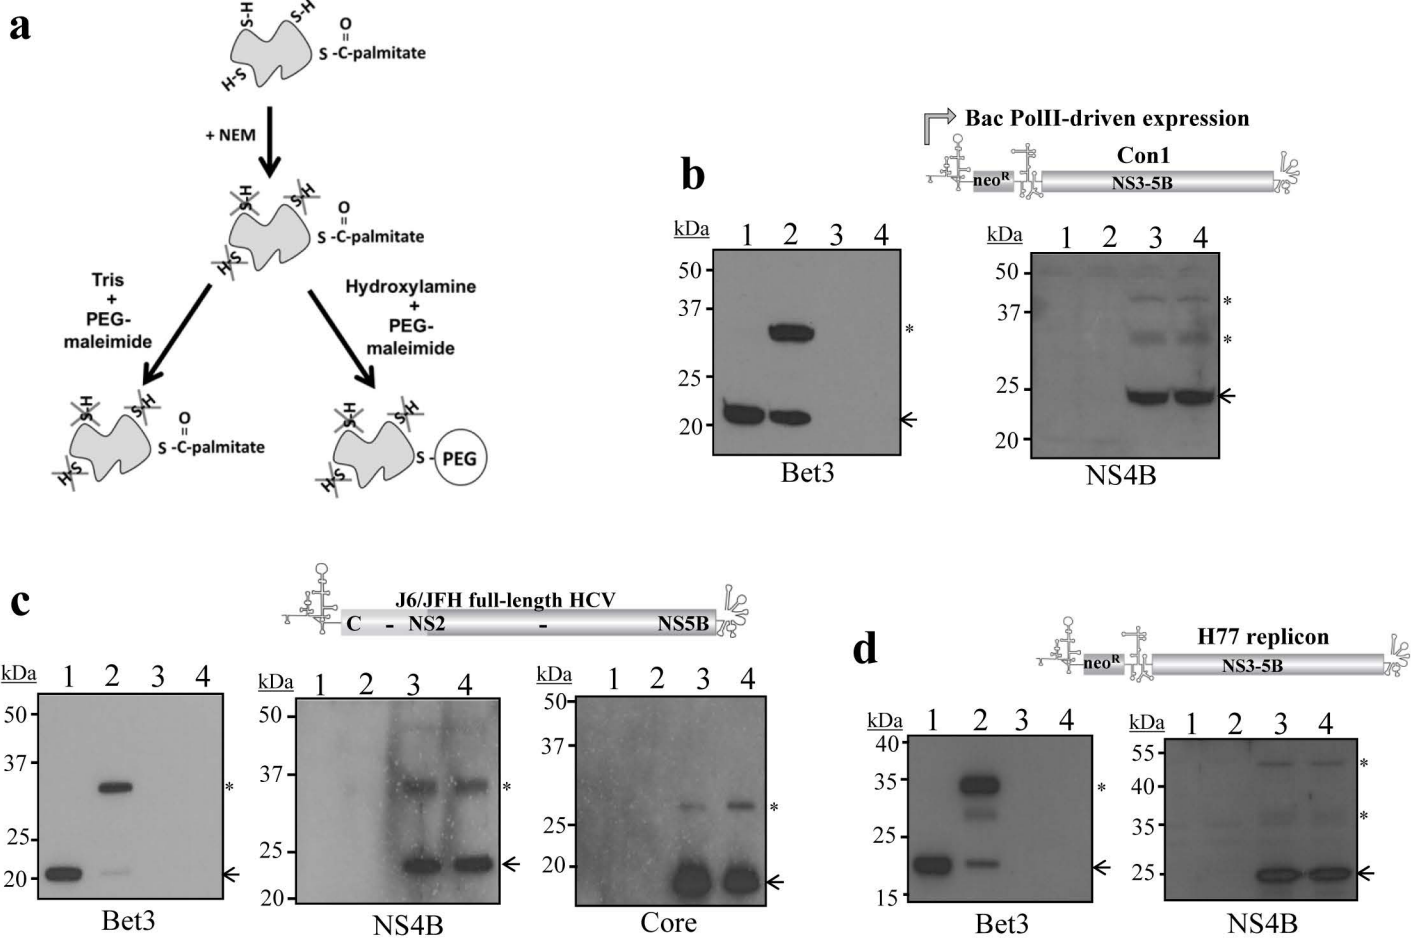 a
S-H
S-H
H-S
O
S -C-palmitate
+ NEM
S-H
S-H
H-S
O
S -C-palmitate
Tris
+
PEG-
maleimide
Hydroxylamine
+
PEG-
maleimide
S-H
S-H
H-S
O
S -C-palmitate
S-H
S-H
H-S
S - PEG
b
Bac PolII-driven expression
Con1
neoR
NS3-5B
kDa
1 2 3 4
50
37
25
20
*
Bet3
kDa
1 2 3 4
50
37
25
20
*
*
NS4B
c
J6/JFH full-length HCV
C - NS2 - NS5B
kDa
1 2 3 4
50
37
25
20
*
Bet3
kDa
1 2 3 4
50
37
25
20
*
NS4B
kDa
1 2 3 4
50
37
25
20
*
Core
d
H77 replicon
neoR
NS3-5B
kDa
1 2 3 4
40
35
25
15
*
Bet3
kDa
1 2 3 4
55
40
35
25
*
*
NS4B